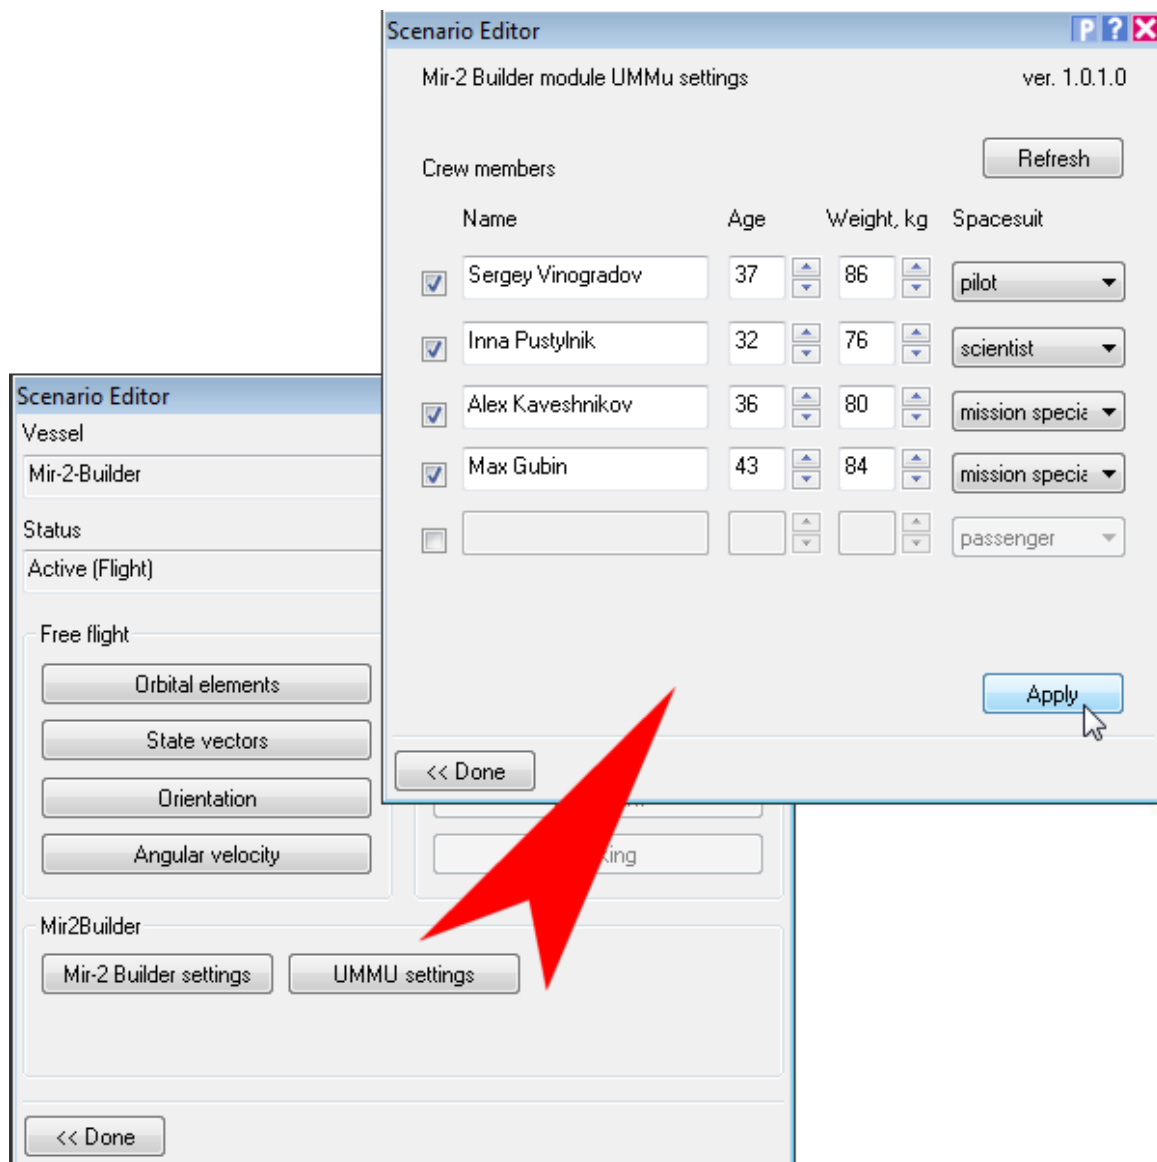 Scenario Editor P ?
Mir-2 Builder module UMMu settings ver. 1.0.1.0
Refresh
Crew members
Name Age Weight, kg Spacesuit
Sergey Vinogradov 37 86 pilot
Inna Pustylnik 32 76 scientist
Alex Kaveshnikov 36 80 mission specia
Max Gubin 43 84 mission specia
passenger
Apply
<< Done
Scenario Editor
Vessel
Mir-2-Builder
Status
Active (Flight)
Free flight
Orbital elements
State vectors
Orientation
Angular velocity
Mir2Builder
Mir-2 Builder settings UMMU settings
<< Done